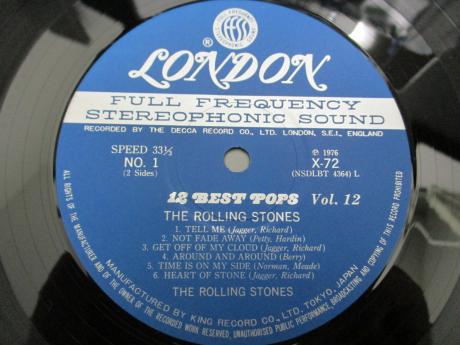 FULL FREQUENCY STEREOPHONIC SOUND
ffss
®
LONDON
FULL FREQUENCY
STEREOPHONIC SOUND
RECORDED BY THE DECCA RECORD CO., LTD. LONDON, S.E.I., ENGLAND
SPEED 33⅓
NO. 1
(2 Sides)
℗ 1976
X-72
(NSDLBT 4364) L
12 BEST POPS Vol. 12
THE ROLLING STONES
1. TELL ME (Jagger, Richard)
2. NOT FADE AWAY (Petty, Hardin)
3. GET OFF OF MY CLOUD (Jagger, Richard)
4. AROUND AND AROUND (Berry)
5. TIME IS ON MY SIDE (Norman, Meade)
6. HEART OF STONE (Jagger, Richard)
THE ROLLING STONES
MANUFACTURED BY KING RECORD CO., LTD. TOKYO, JAPAN
ALL RIGHTS OF THE MANUFACTURER AND OF THE OWNER OF THE RECORDED WORK RESERVED. UNAUTHORISED PUBLIC PERFORMANCE, BROADCASTING AND COPYING OF THIS RECORD PROHIBITED